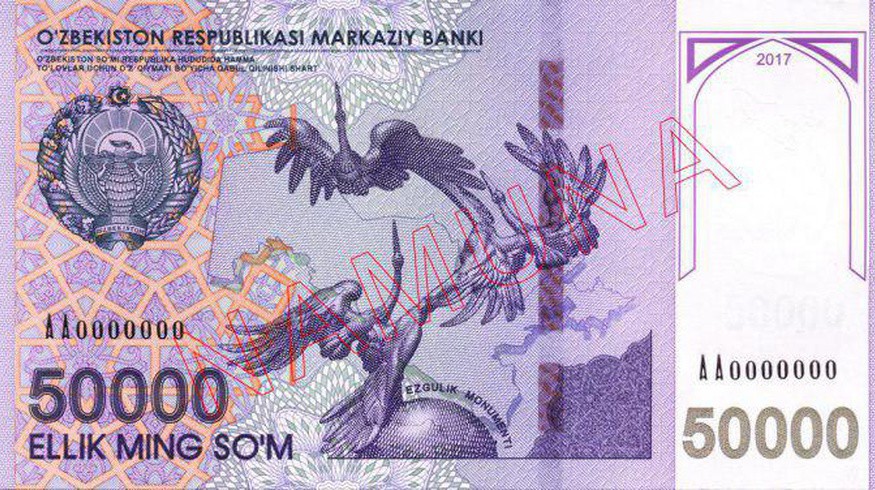 O'ZBEKISTON RESPUBLIKASI MARKAZIY BANKI
O'ZBEKISTON SO'MI RESPUBLIKA HUDUDIDA HAMMA
TO'LOVLAR UCHUN O'Z QIYMATI BO'YICHA QABUL QILINISHI SHART
2017
O'ZBEKISTON
NAMUNA
AA0000000
50000
ELLIK MING SO'M
EZGULIK MONUMENTI
50000
AA0000000
50000